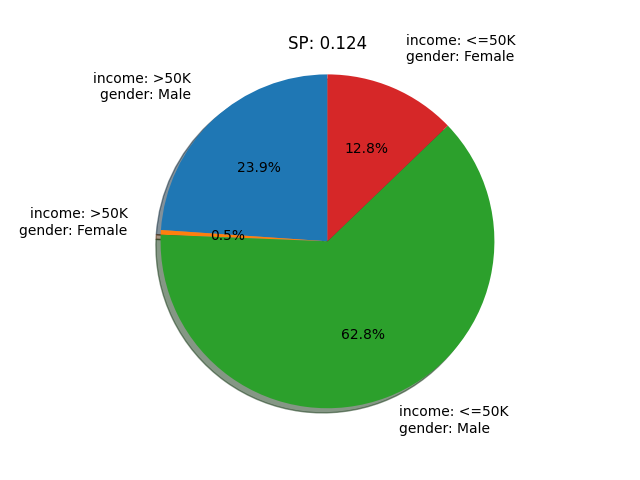 SP: 0.124
income: <=50K
gender: Female
income: >50K
gender: Male
12.8%
23.9%
income: >50K
gender: Female
0.5%
62.8%
income: <=50K
gender: Male